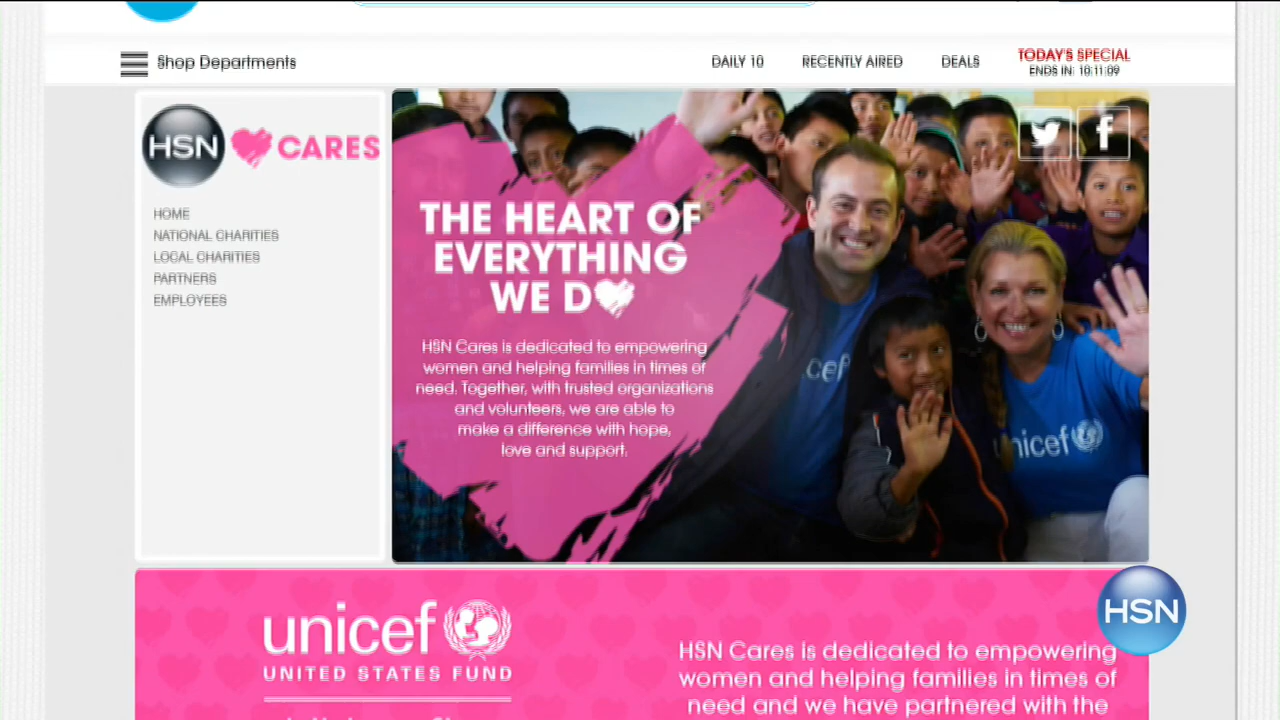 Shop Departments
DAILY 10
RECENTLY AIRED
DEALS
TODAY'S SPECIAL
ENDS IN: 10:11:09
HSN CARES
HOME
NATIONAL CHARITIES
LOCAL CHARITIES
PARTNERS
EMPLOYEES
THE HEART OF
EVERYTHING
WE D
HSN Cares is dedicated to empowering
women and helping families in times of
need. Together, with trusted organizations
and volunteers, we are able to
make a difference with hope,
love and support.
unicef
unicef
UNITED STATES FUND
HSN Cares is dedicated to empowering
women and helping families in times of
need and we have partnered with the
HSN